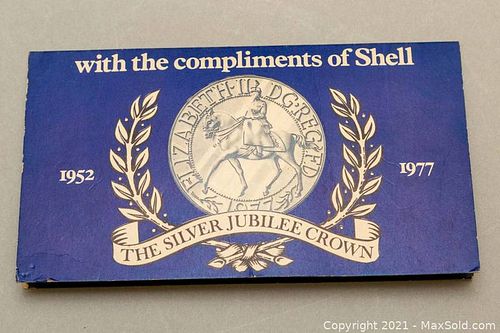 with the compliments of Shell
ELIZABETH·II D·G·REG·F·D
1952
1977
1977
THE SILVER JUBILEE CROWN
Copyright 2021 - MaxSold.com